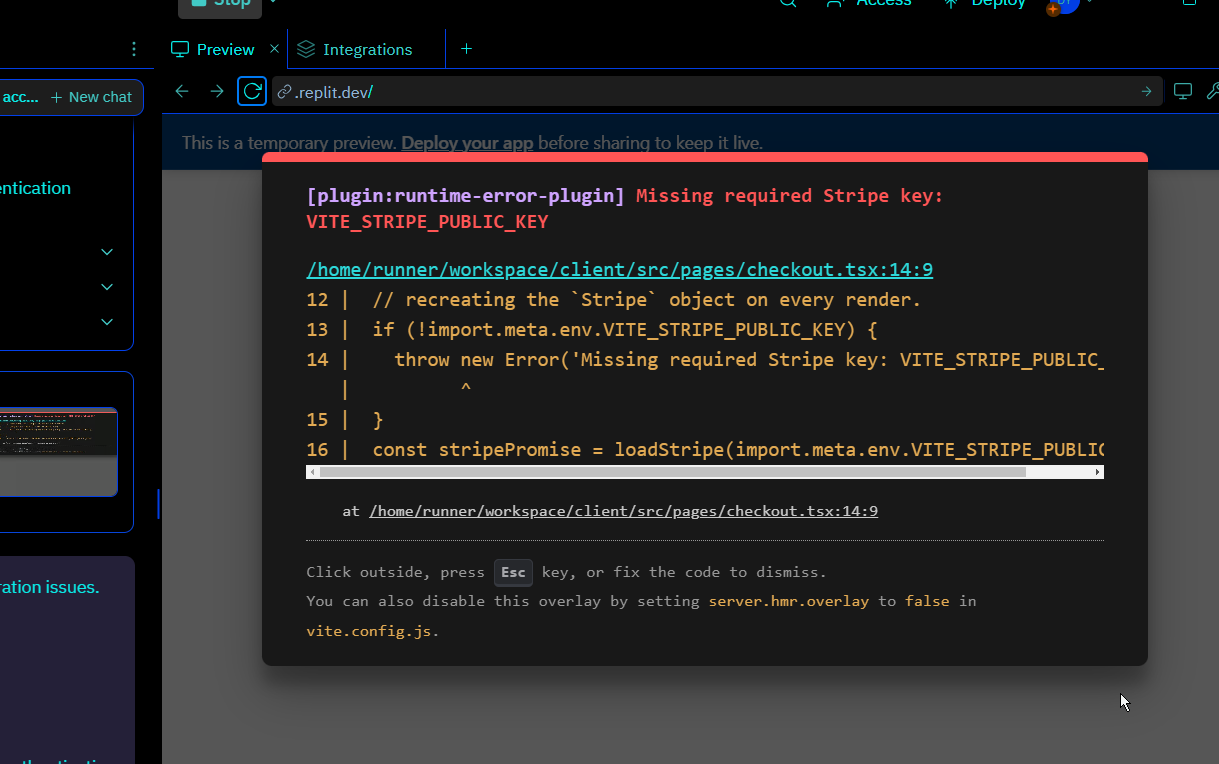 Stop
Access
Deploy
Preview
Integrations
acc... + New chat
.replit.dev/
This is a temporary preview. Deploy your app before sharing to keep it live.
entication
[plugin:runtime-error-plugin] Missing required Stripe key:
VITE_STRIPE_PUBLIC_KEY
/home/runner/workspace/client/src/pages/checkout.tsx:14:9
12 | // recreating the `Stripe` object on every render.
13 | if (!import.meta.env.VITE_STRIPE_PUBLIC_KEY) {
14 | throw new Error('Missing required Stripe key: VITE_STRIPE_PUBLIC_
| ^
15 | }
16 | const stripePromise = loadStripe(import.meta.env.VITE_STRIPE_PUBLIC
at /home/runner/workspace/client/src/pages/checkout.tsx:14:9
Click outside, press Esc key, or fix the code to dismiss.
You can also disable this overlay by setting server.hmr.overlay to false in
vite.config.js.
ration issues.